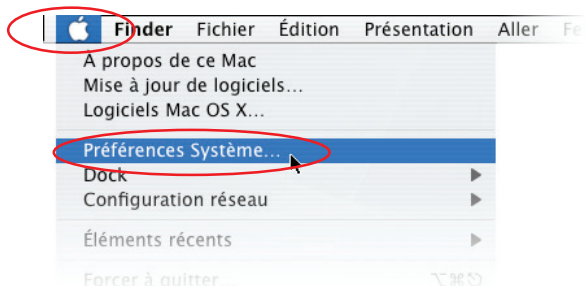 Finder Fichier Édition Présentation Aller Fe
À propos de ce Mac
Mise à jour de logiciels...
Logiciels Mac OS X...
Préférences Système...
Dock
Configuration réseau
Éléments récents
Forcer à quitter...